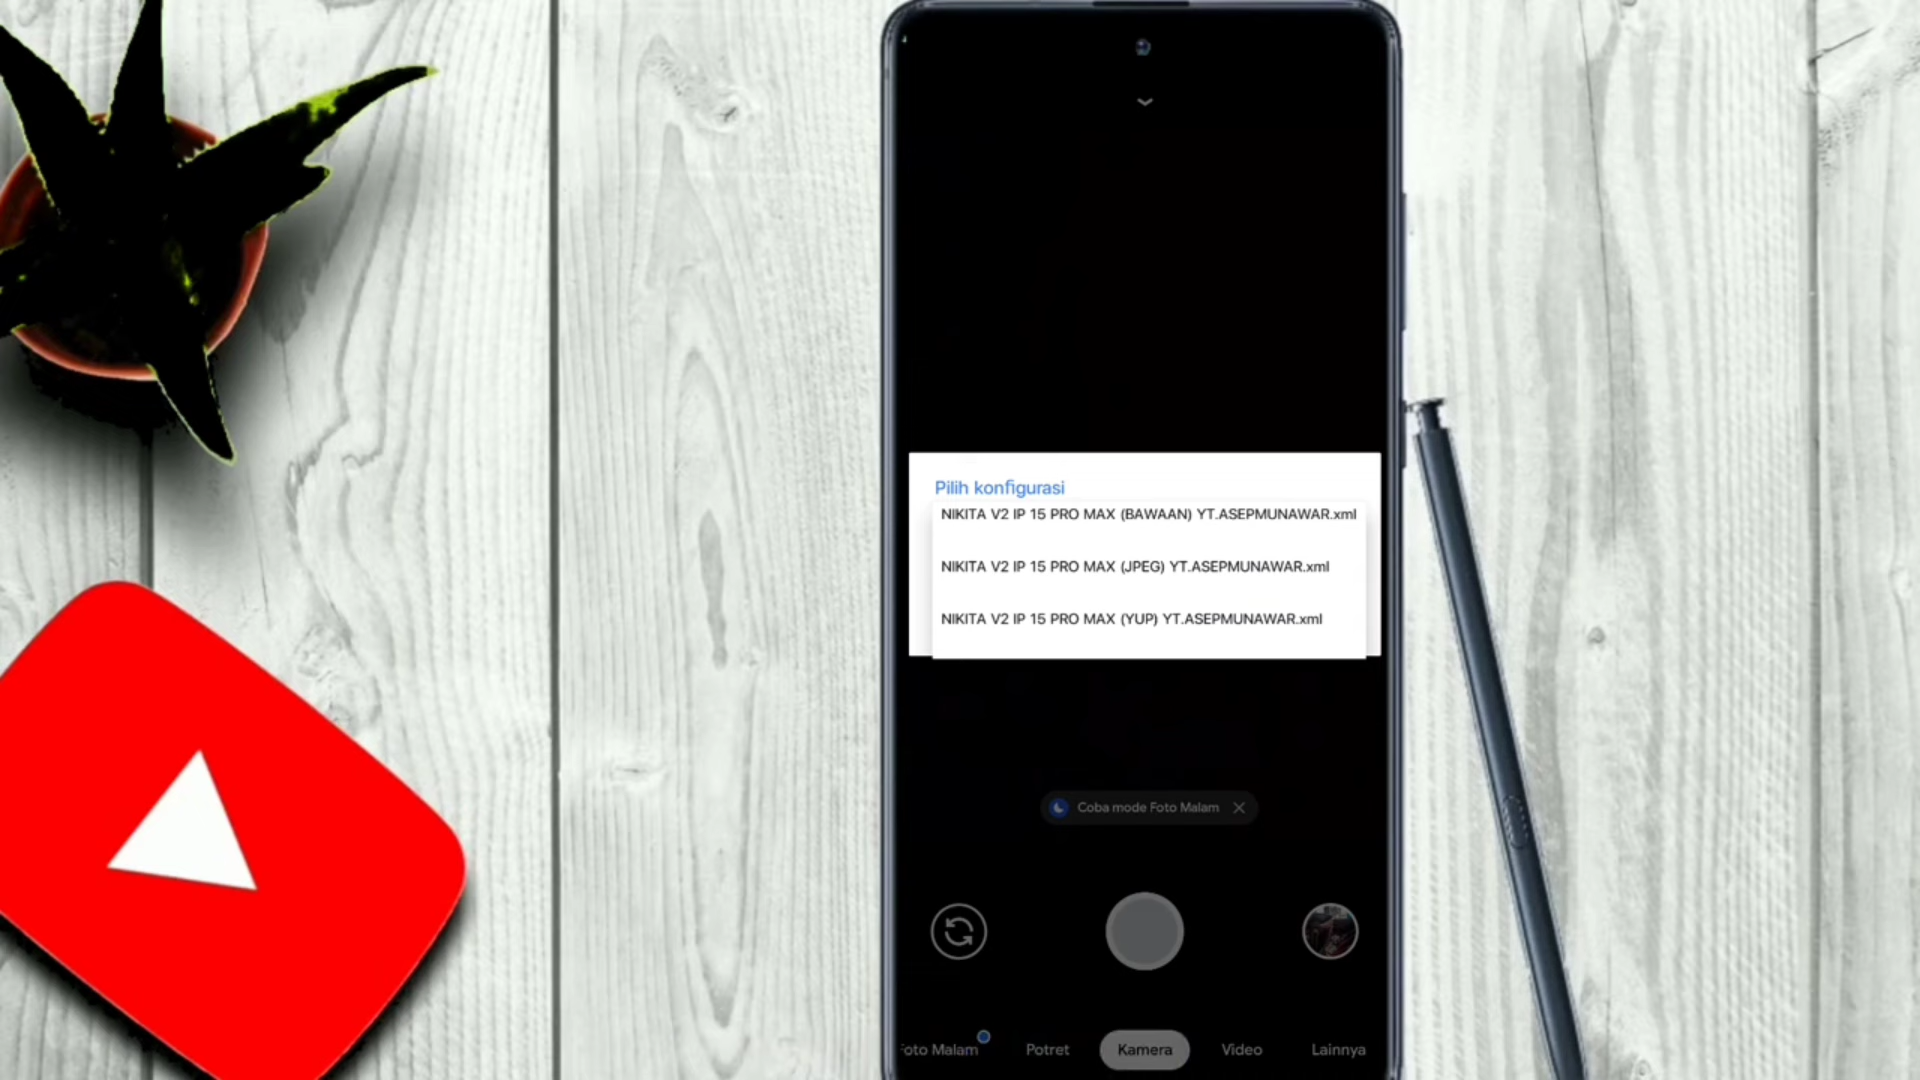 Pilih konfigurasi
NIKITA V2 IP 15 PRO MAX (BAWAAN) YT.ASEPMUNAWAR.xml
NIKITA V2 IP 15 PRO MAX (JPEG) YT.ASEPMUNAWAR.xml
NIKITA V2 IP 15 PRO MAX (YUP) YT.ASEPMUNAWAR.xml
Coba mode Foto Malam
Foto Malam Potret Kamera Video Lainnya